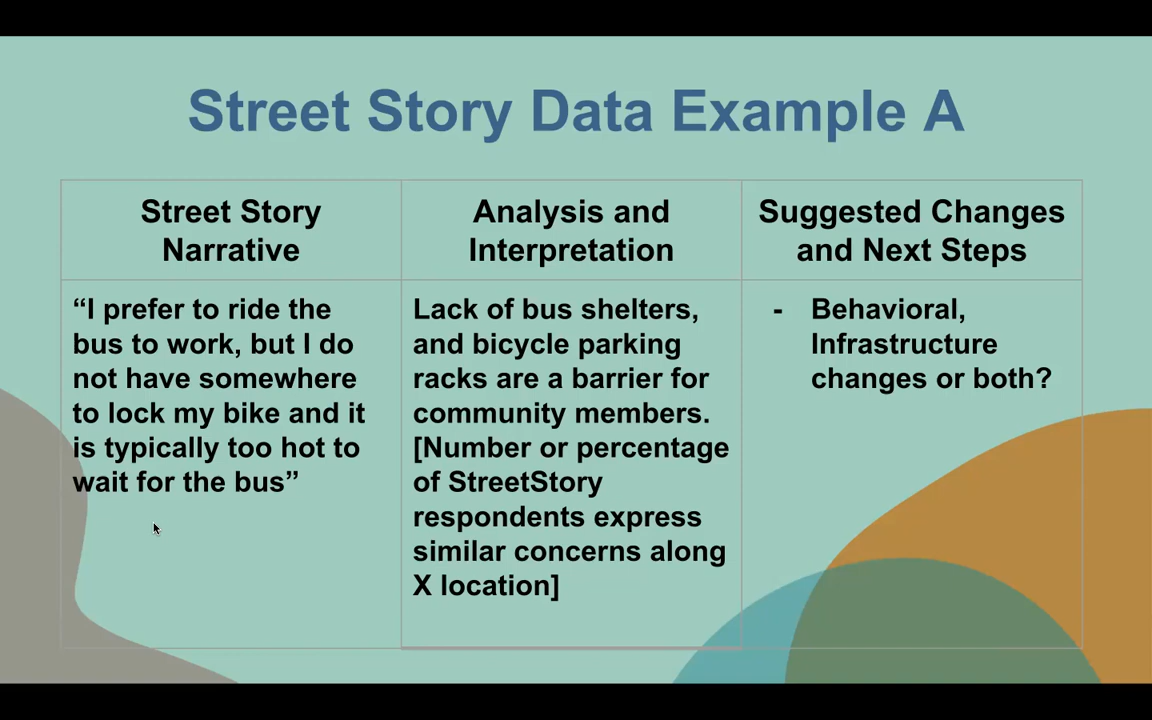 Street Story Data Example A
Street Story
Narrative
Analysis and
Interpretation
Suggested Changes
and Next Steps
“I prefer to ride the
bus to work, but I do
not have somewhere
to lock my bike and it
is typically too hot to
wait for the bus”
Lack of bus shelters,
and bicycle parking
racks are a barrier for
community members.
[Number or percentage
of StreetStory
respondents express
similar concerns along
X location]
- Behavioral,
Infrastructure
changes or both?